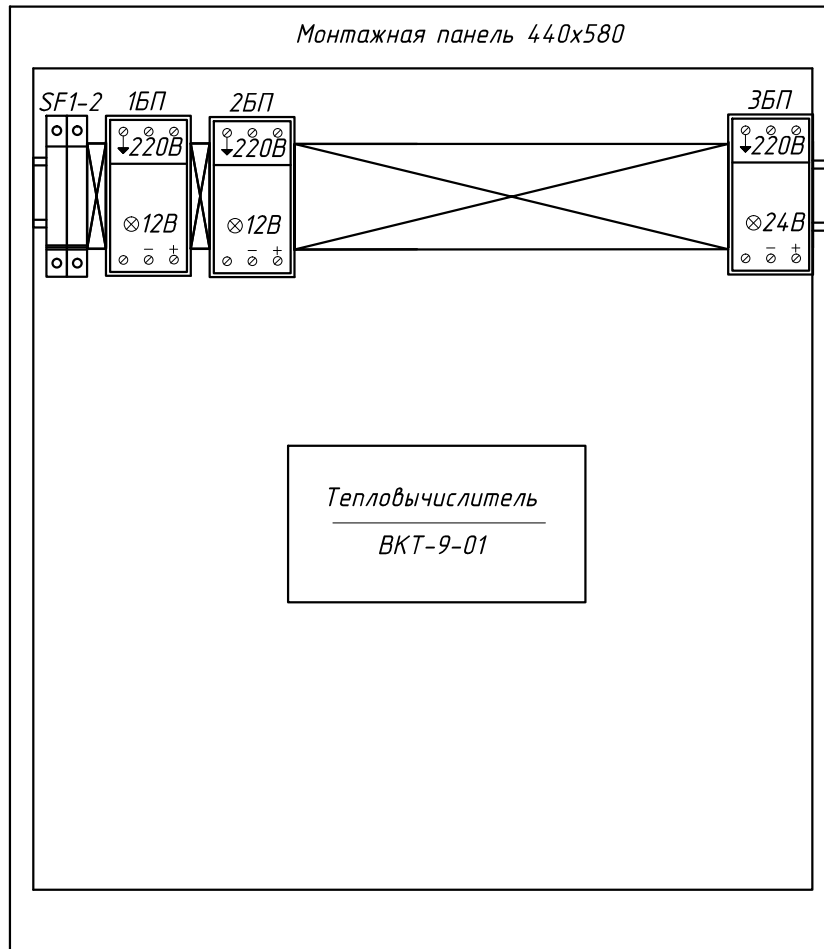 Монтажная панель 440х580
SF1-2 1БП 2БП 3БП
220В 220В 220В
12В 12В 24В
- + - + - +
Тепловычислитель
ВКТ-9-01